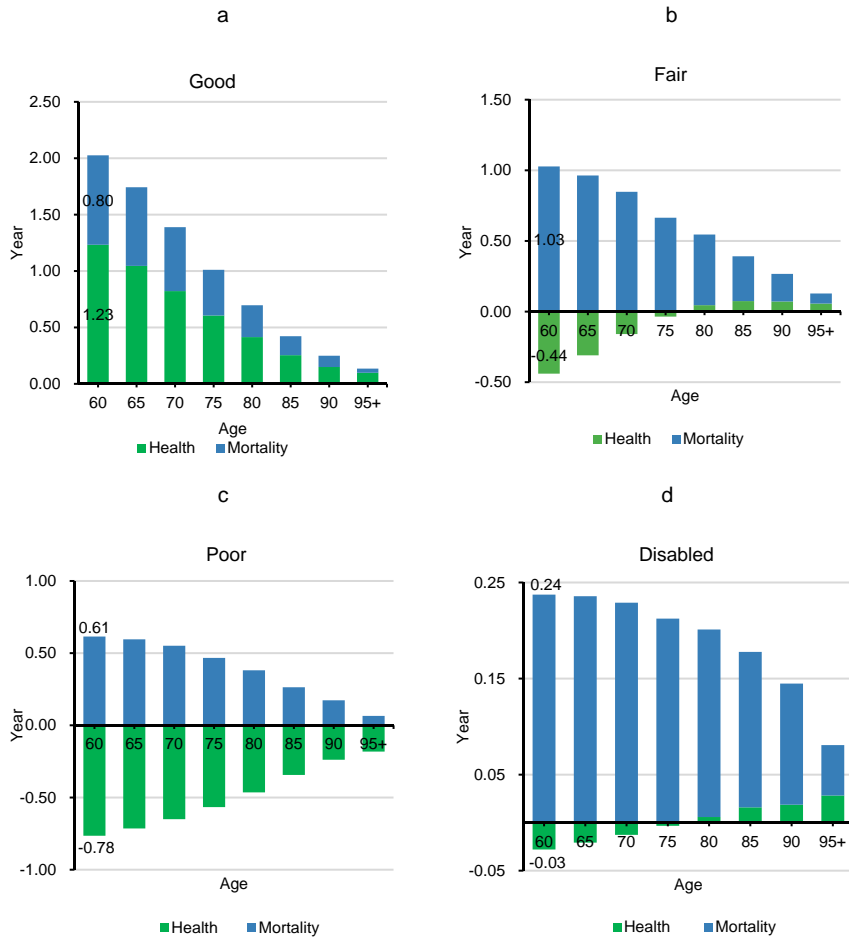 a
Good
2.50
2.00
1.50
1.00
0.50
0.00
Year
0.80
1.23
60 65 70 75 80 85 90 95+
Age
Health Mortality
b
Fair
1.50
1.00
0.50
0.00
-0.50
Year
1.03
60 65 70 75 80 85 90 95+
-0.44
Age
Health Mortality
c
Poor
1.00
0.50
0.00
-0.50
-1.00
Year
0.61
60 65 70 75 80 85 90 95+
-0.78
Age
Health Mortality
d
Disabled
0.25
0.15
0.05
-0.05
Year
0.24
60 65 70 75 80 85 90 95+
-0.03
Age
Health Mortality